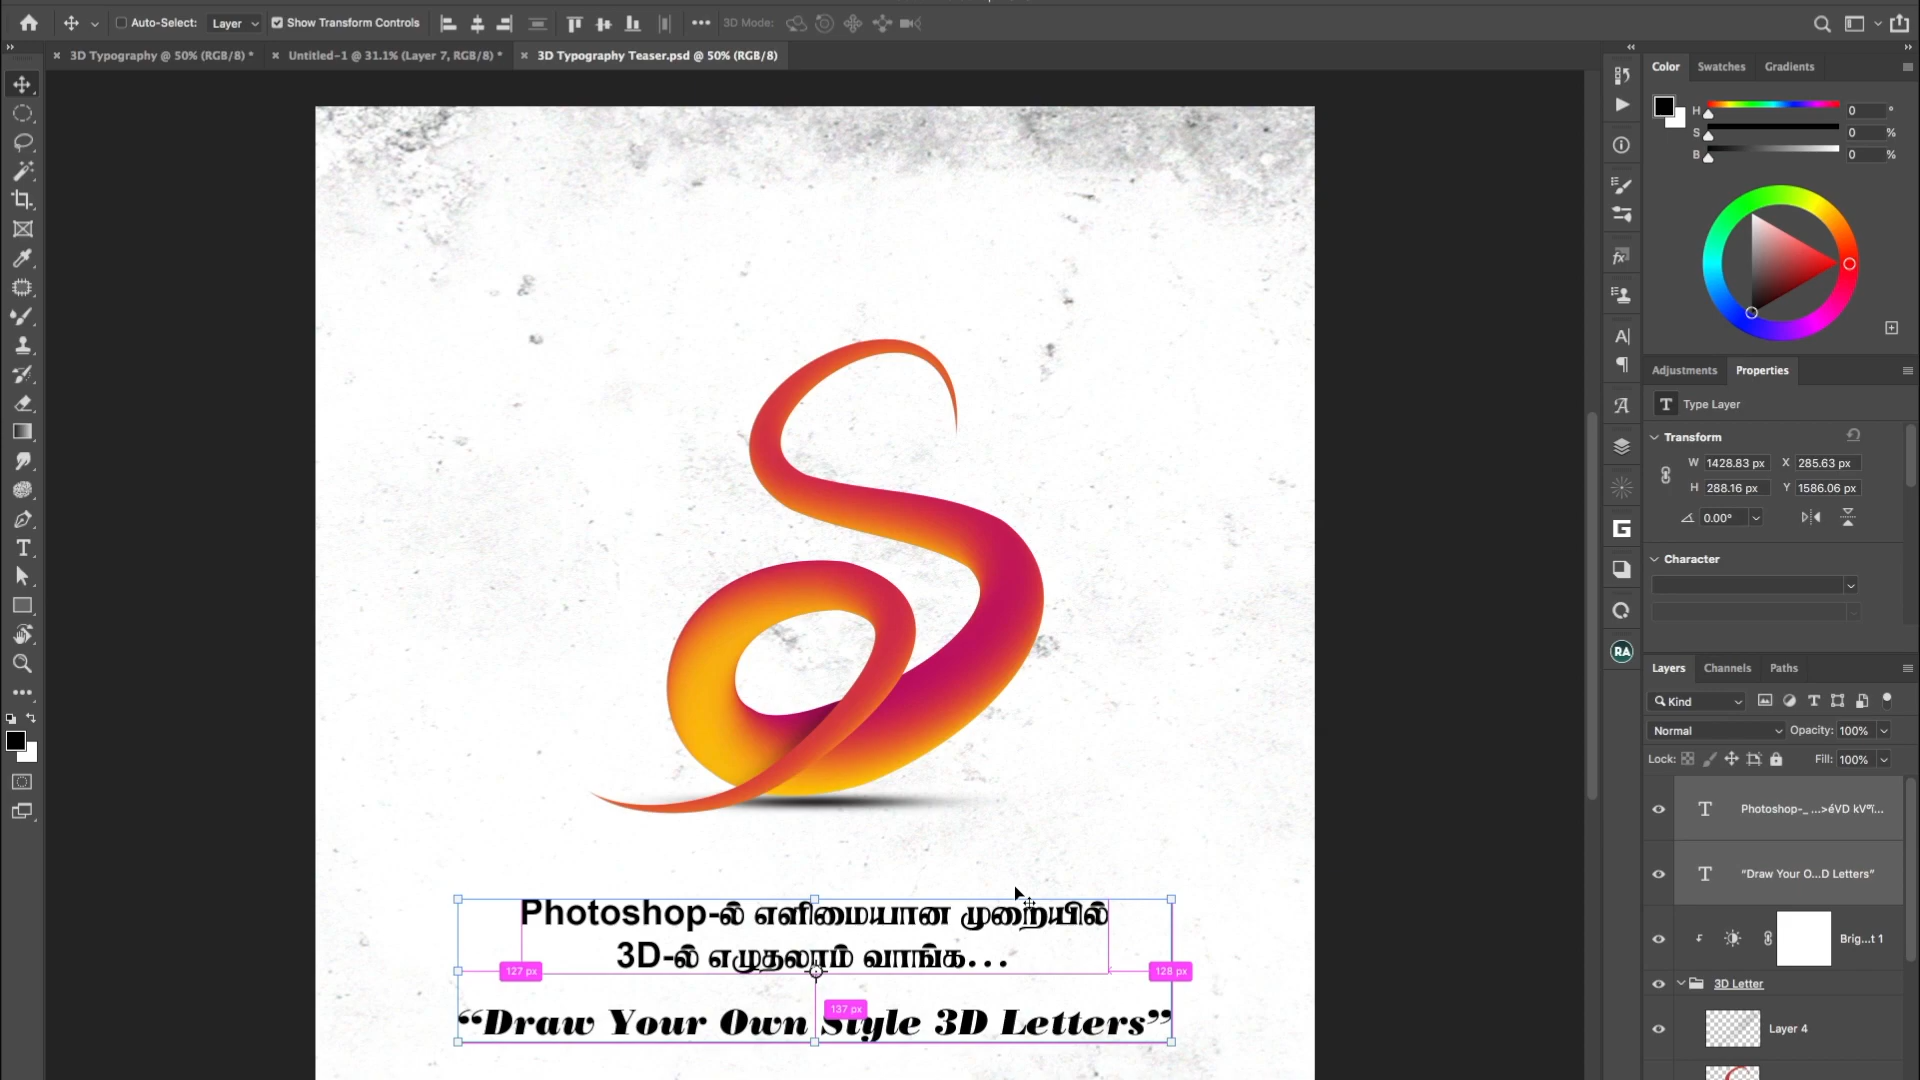 Auto-Select: Layer Show Transform Controls 3D Mode:
3D Typography @ 50% (RGB/8) * Untitled-1 @ 31.1% (Layer 7, RGB/8) * 3D Typography Teaser.psd @ 50% (RGB/8)
Color Swatches Gradients
H 0 °
S 0 %
B 0 %
Adjustments Properties
T Type Layer
Transform
W 1428.83 px X 285.63 px
H 288.16 px Y 1586.06 px
0.00°
Character
RA
Layers Channels Paths
Kind
Normal Opacity: 100%
Lock: Fill: 100%
T Photoshop-_ ...>éVD kVºï...
T “Draw Your O...D Letters”
Brig...t 1
3D Letter
Layer 4
Photoshop-ல் எளிமையான முறையில்
3D-ல் எழுதலாம் வாங்க...
127 px 128 px
137 px
“Draw Your Own Style 3D Letters”